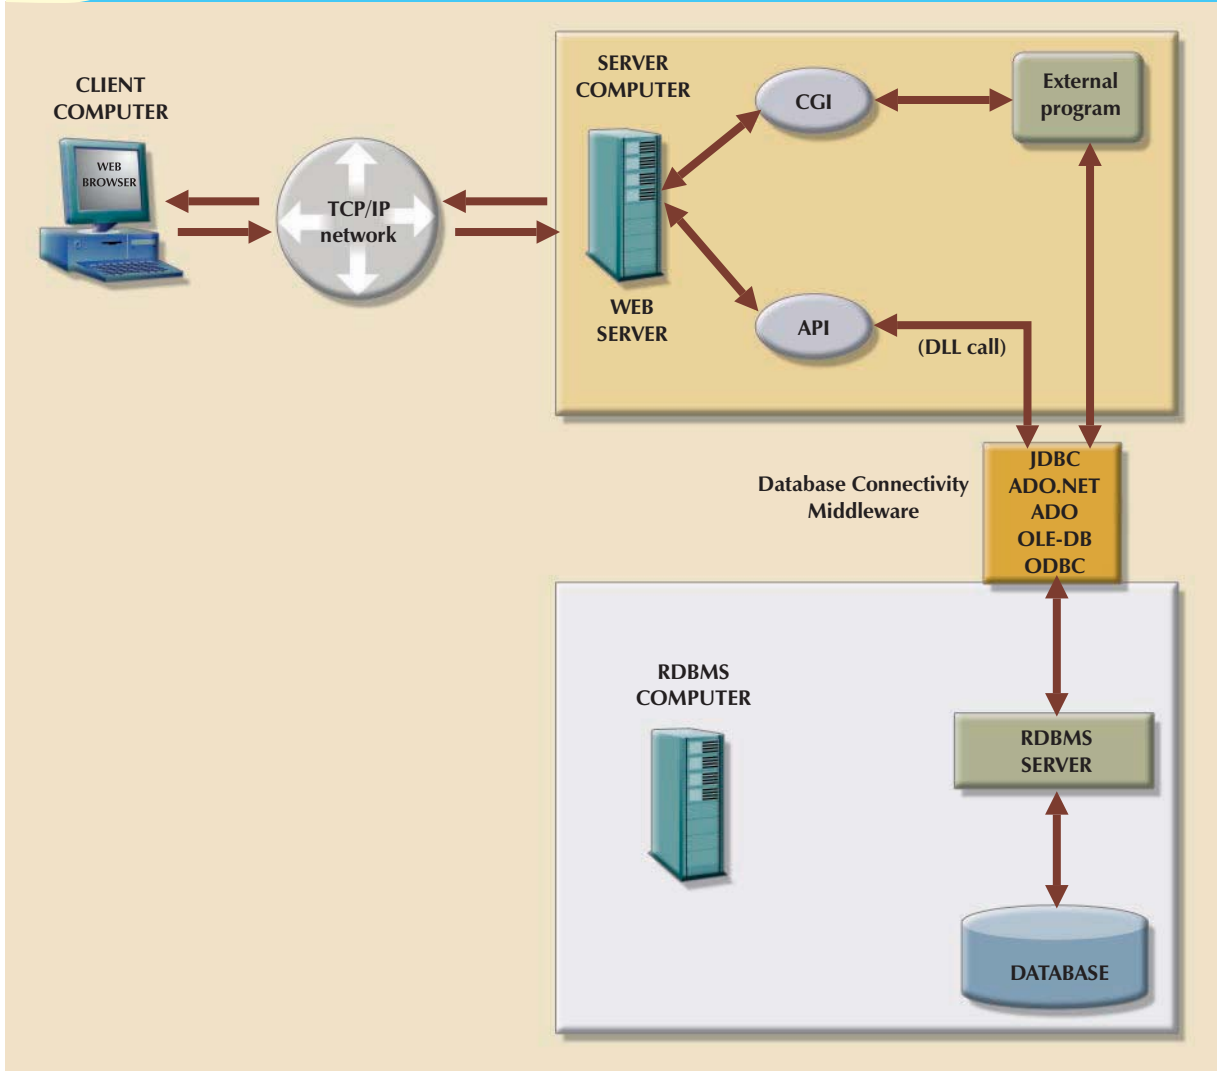 CLIENT
COMPUTER
WEB
BROWSER
TCP/IP
network
SERVER
COMPUTER
WEB
SERVER
CGI
External
program
API
(DLL call)
Database Connectivity
Middleware
JDBC
ADO.NET
ADO
OLE-DB
ODBC
RDBMS
COMPUTER
RDBMS
SERVER
DATABASE